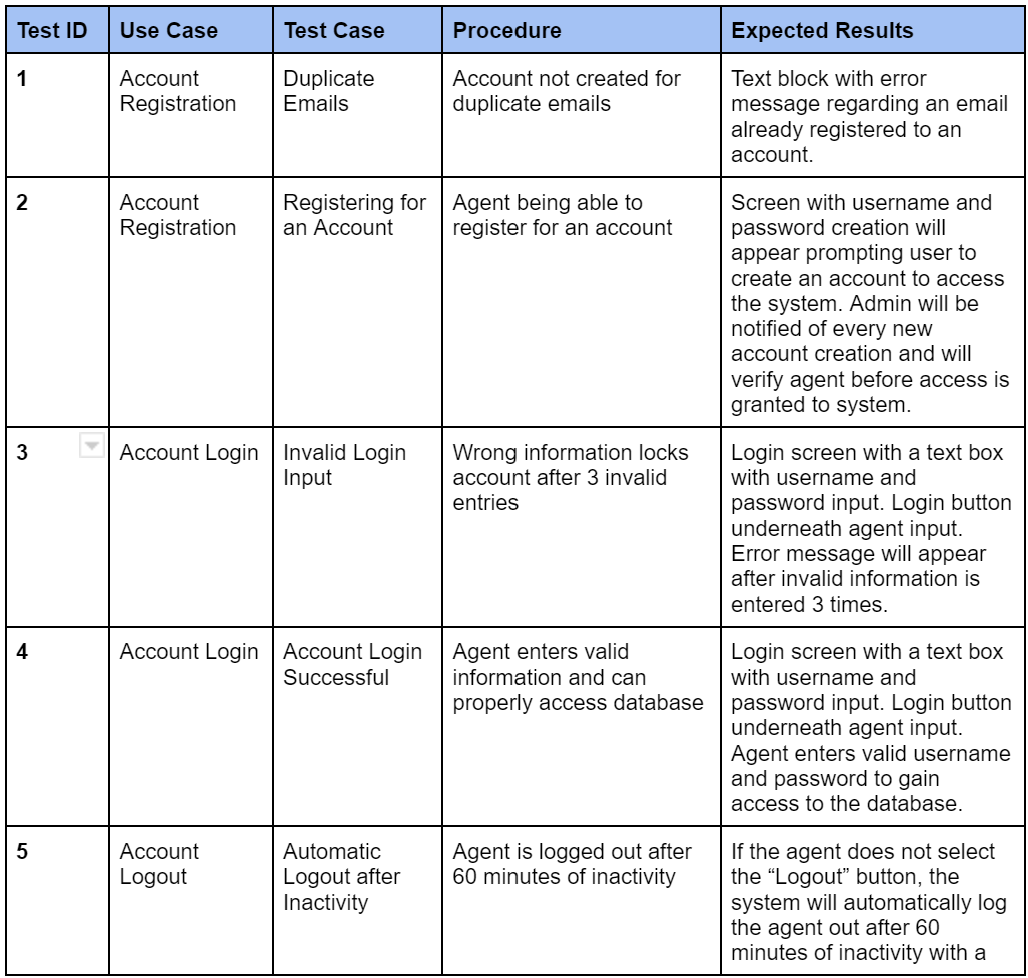 Test ID Use Case Test Case Procedure Expected Results
1
Account
Registration
Duplicate
Emails
Account not created for
duplicate emails
Text block with error
message regarding an email
already registered to an
account.
2
Account
Registration
Registering for
an Account
Agent being able to
register for an account
Screen with username and
password creation will
appear prompting user to
create an account to access
the system. Admin will be
notified of every new
account creation and will
verify agent before access is
granted to system.
3
Account Login
Invalid Login
Input
Wrong information locks
account after 3 invalid
entries
Login screen with a text box
with username and
password input. Login button
underneath agent input.
Error message will appear
after invalid information is
entered 3 times.
4
Account Login
Account Login
Successful
Agent enters valid
information and can
properly access database
Login screen with a text box
with username and
password input. Login button
underneath agent input.
Agent enters valid username
and password to gain
access to the database.
5
Account
Logout
Automatic
Logout after
Inactivity
Agent is logged out after
60 minutes of inactivity
If the agent does not select
the “Logout” button, the
system will automatically log
the agent out after 60
minutes of inactivity with a